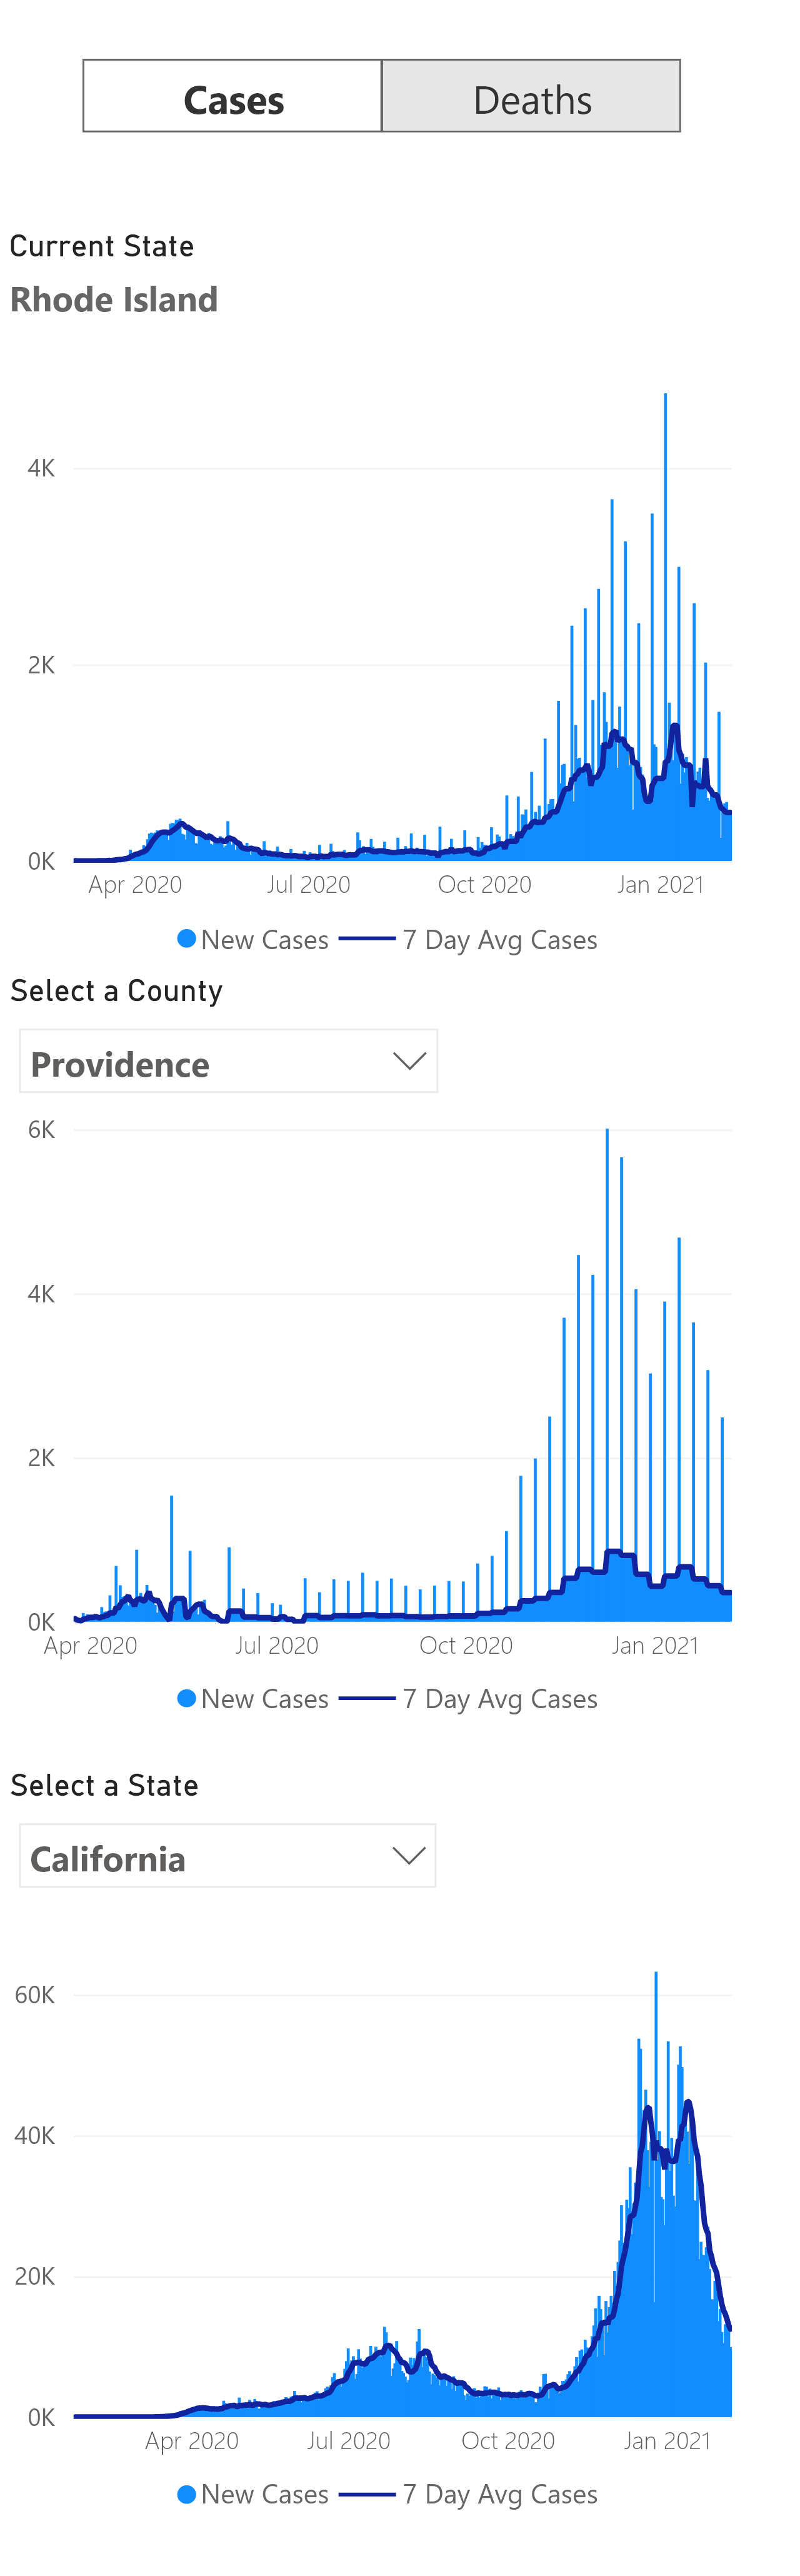 Cases Deaths
Current State
Rhode Island
4K
2K
0K
Apr 2020 Jul 2020 Oct 2020 Jan 2021
New Cases 7 Day Avg Cases
Select a County
Providence
6K
4K
2K
0K
Apr 2020 Jul 2020 Oct 2020 Jan 2021
New Cases 7 Day Avg Cases
Select a State
California
60K
40K
20K
0K
Apr 2020 Jul 2020 Oct 2020 Jan 2021
New Cases 7 Day Avg Cases